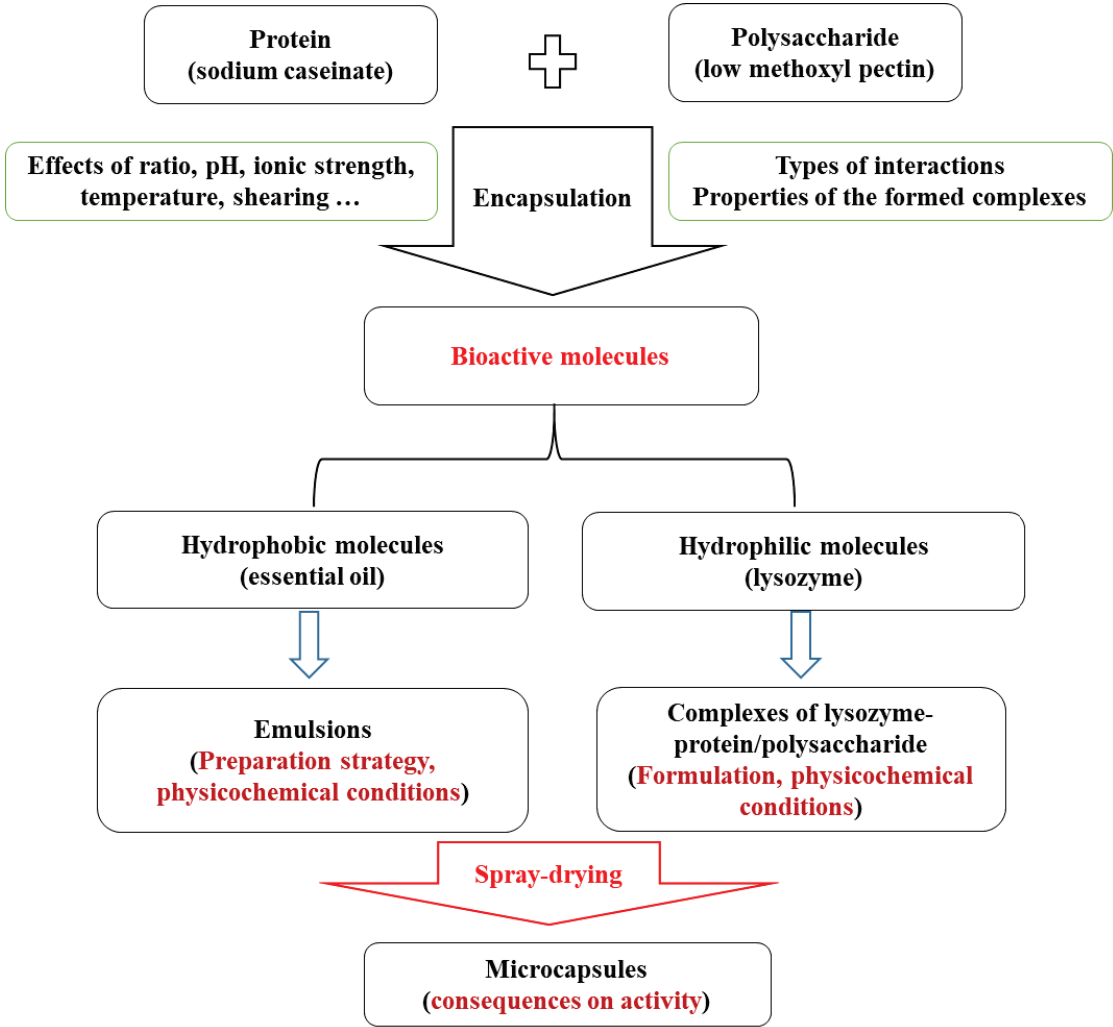 Protein
(sodium caseinate)
Polysaccharide
(low methoxyl pectin)
Effects of ratio, pH, ionic strength,
temperature, shearing …
Encapsulation
Types of interactions
Properties of the formed complexes
Bioactive molecules
Hydrophobic molecules
(essential oil)
Hydrophilic molecules
(lysozyme)
Emulsions
(Preparation strategy,
physicochemical conditions)
Complexes of lysozyme-
protein/polysaccharide
(Formulation, physicochemical
conditions)
Spray-drying
Microcapsules
(consequences on activity)